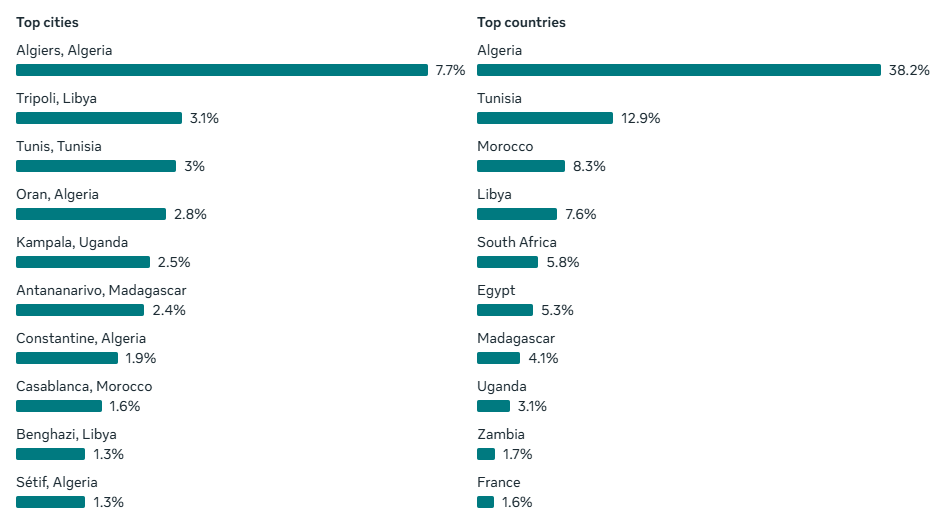 Top cities
Algiers, Algeria
7.7%
Tripoli, Libya
3.1%
Tunis, Tunisia
3%
Oran, Algeria
2.8%
Kampala, Uganda
2.5%
Antananarivo, Madagascar
2.4%
Constantine, Algeria
1.9%
Casablanca, Morocco
1.6%
Benghazi, Libya
1.3%
Sétif, Algeria
1.3%
Top countries
Algeria
38.2%
Tunisia
12.9%
Morocco
8.3%
Libya
7.6%
South Africa
5.8%
Egypt
5.3%
Madagascar
4.1%
Uganda
3.1%
Zambia
1.7%
France
1.6%